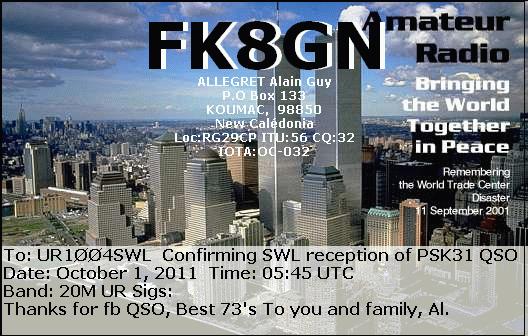 FK8GN
Amateur
Radio
ALLEGRET Alain Guy
P.O Box 133
KOUMAC, 98850
New Caledonia
Loc:RG29CP ITU:56 CQ:32
IOTA:OC-032
Bringing
the World
Together
in Peace
Remembering
the World Trade Center
Disaster
11 September 2001
To: UR1ØØ4SWL Confirming SWL reception of PSK31 QSO
Date: October 1, 2011 Time: 05:45 UTC
Band: 20M UR Sigs:
Thanks for fb QSO, Best 73's To you and family, Al.